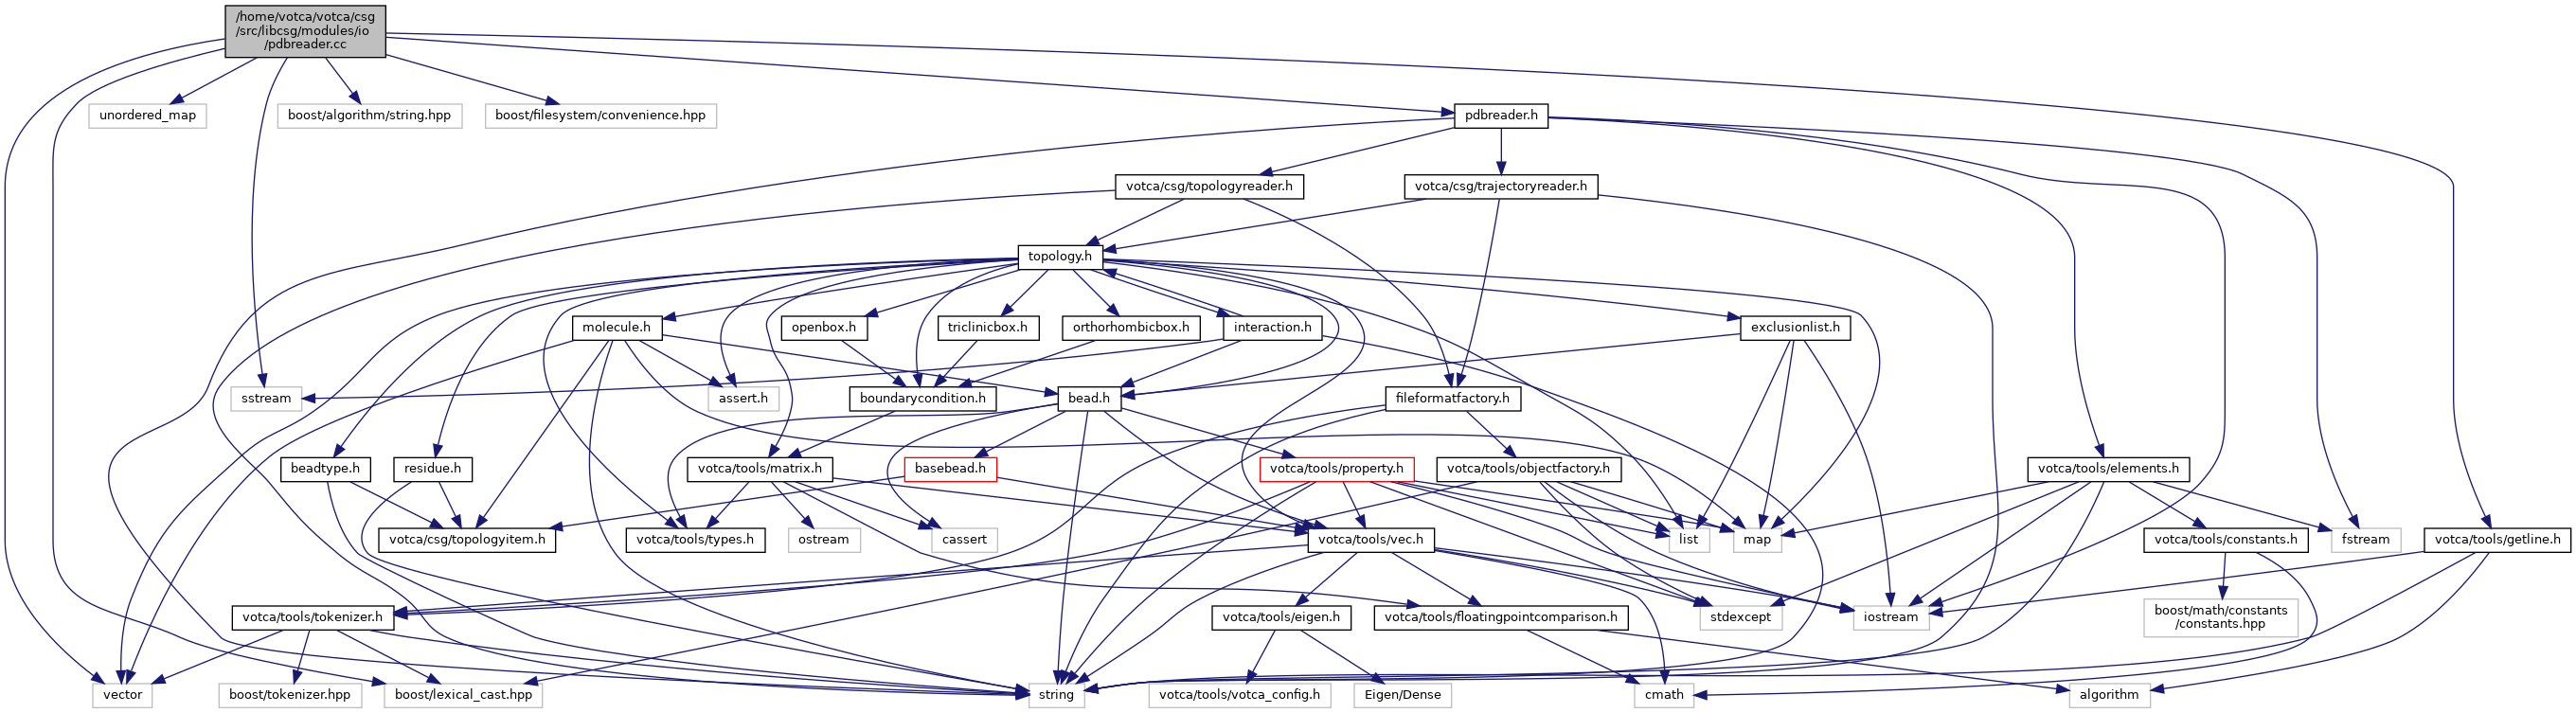 /home/votca/votca/csg
/src/libcsg/modules/io
/pdbreader.cc
unordered_map
boost/algorithm/string.hpp
boost/filesystem/convenience.hpp
pdbreader.h
votca/csg/topologyreader.h
votca/csg/trajectoryreader.h
topology.h
molecule.h
openbox.h
triclinicbox.h
orthorhombicbox.h
interaction.h
exclusionlist.h
sstream
assert.h
boundarycondition.h
bead.h
fileformatfactory.h
beadtype.h
residue.h
votca/tools/matrix.h
basebead.h
votca/tools/property.h
votca/tools/objectfactory.h
votca/tools/elements.h
votca/csg/topologyitem.h
votca/tools/types.h
ostream
cassert
votca/tools/vec.h
list
map
votca/tools/constants.h
fstream
votca/tools/getline.h
votca/tools/tokenizer.h
votca/tools/eigen.h
votca/tools/floatingpointcomparison.h
stdexcept
iostream
boost/math/constants
/constants.hpp
vector
boost/tokenizer.hpp
boost/lexical_cast.hpp
string
votca/tools/votca_config.h
Eigen/Dense
cmath
algorithm